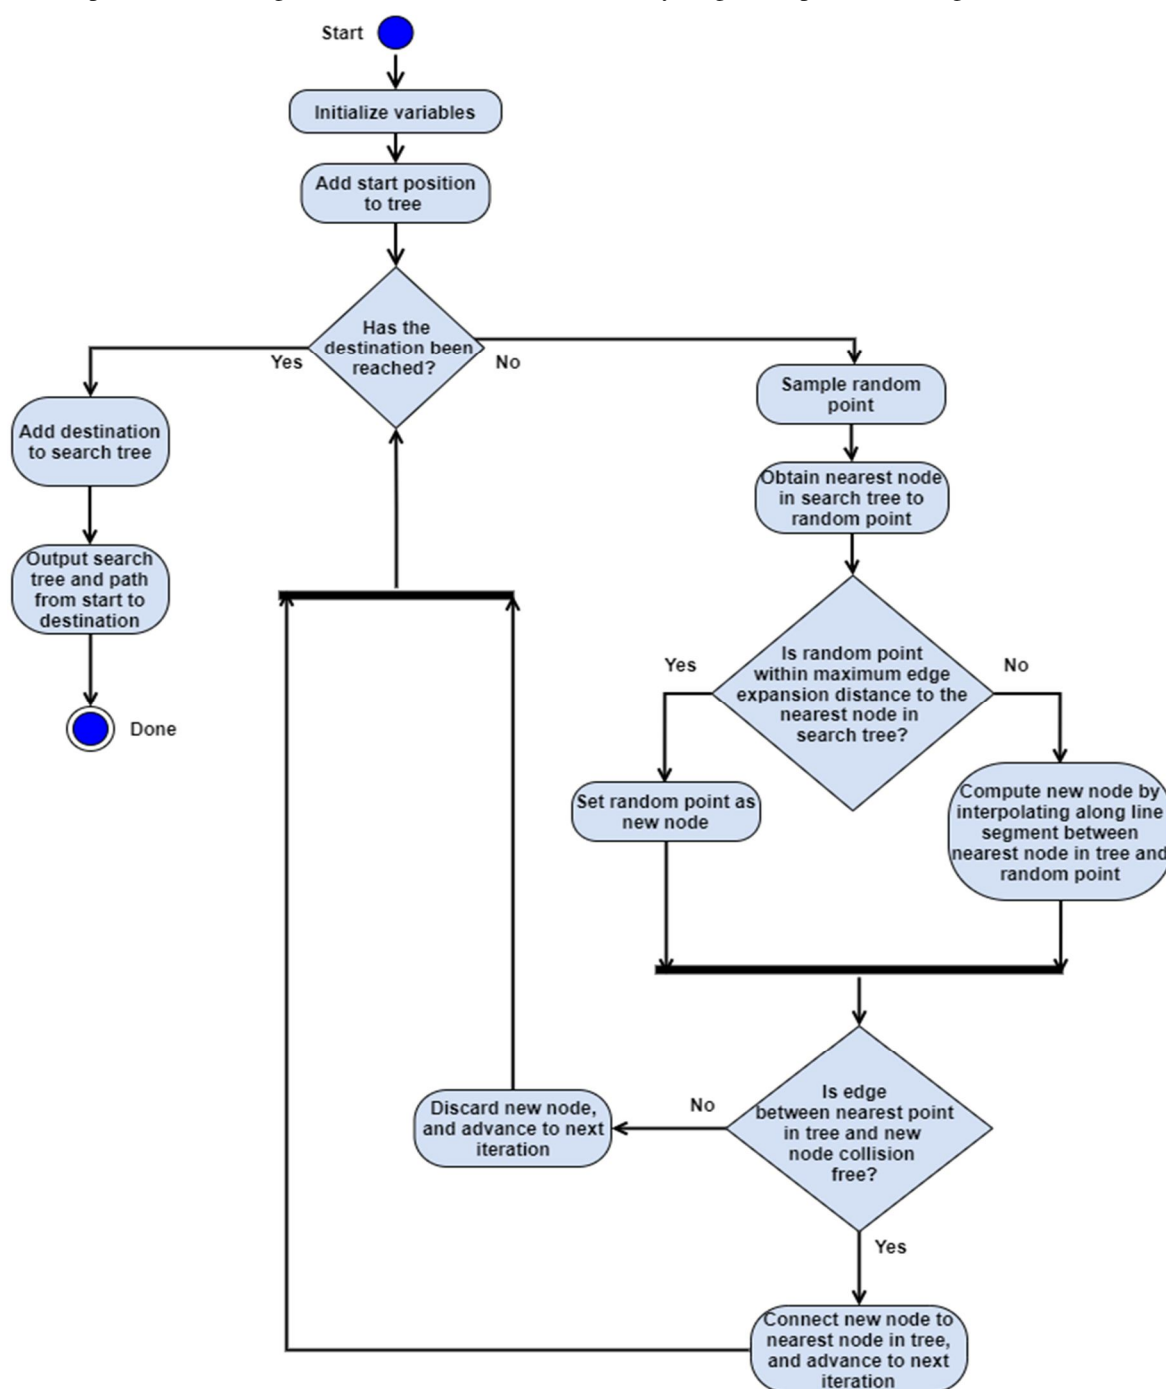 Start
Initialize variables
Add start position
to tree
Has the
destination been
reached?
Yes
No
Add destination
to search tree
Output search
tree and path
from start to
destination
Done
Sample random
point
Obtain nearest node
in search tree to
random point
Is random point
within maximum edge
expansion distance to the
nearest node in
search tree?
Yes
No
Set random point as
new node
Compute new node by
interpolating along line
segment between
nearest node in tree and
random point
Is edge
between nearest point
in tree and new
node collision
free?
No
Discard new node,
and advance to next
iteration
Yes
Connect new node to
nearest node in tree,
and advance to next
iteration